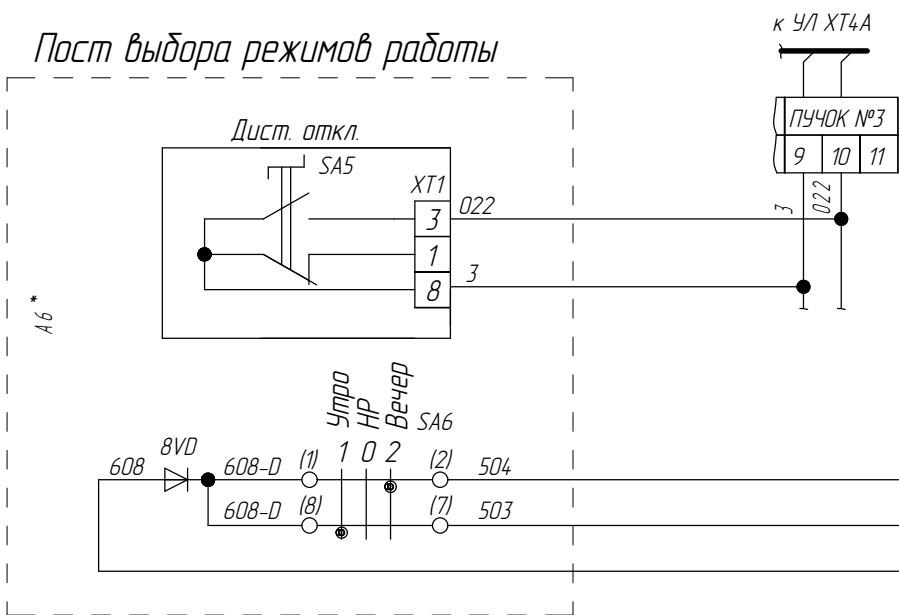 к УЛ ХТ4А
Пост выбора режимов работы
ПУЧОК №3
9 10 11
3 022
Дист. откл.
SA5
XT1
3 022
1
8 3
А6*
Утро НР Вечер SA6
1 0 2
608 8VD 608-D (1) (2) 504
608-D (8) (7) 503